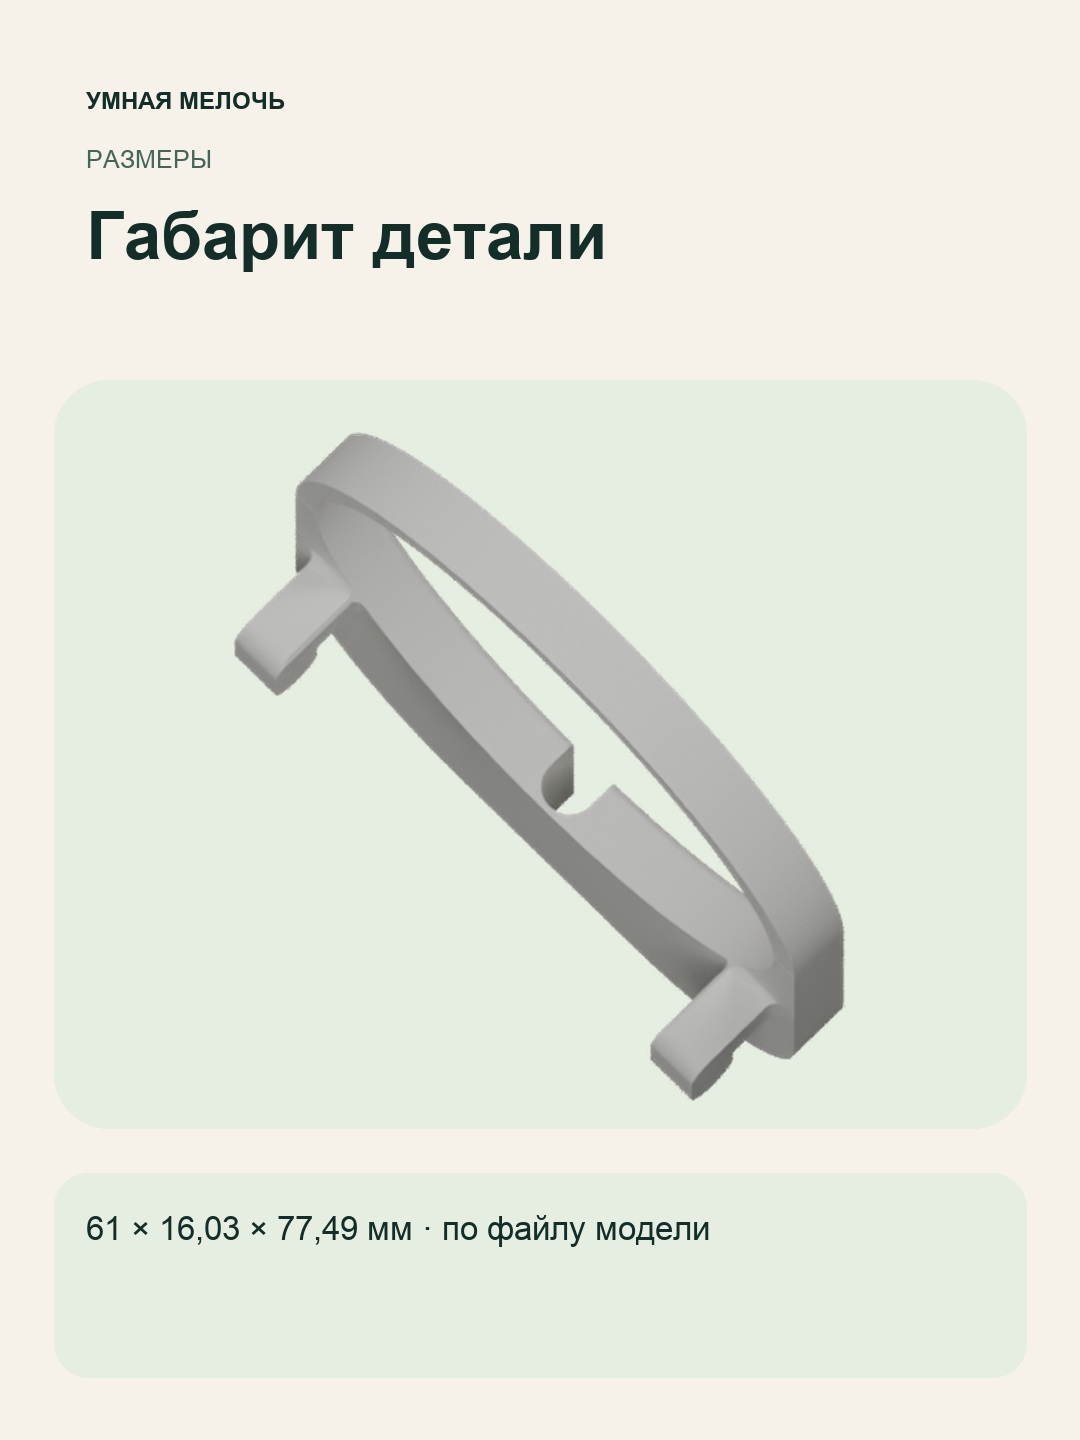 УМНАЯ МЕЛОЧЬ
РАЗМЕРЫ
Габарит детали
61 × 16,03 × 77,49 мм · по файлу модели